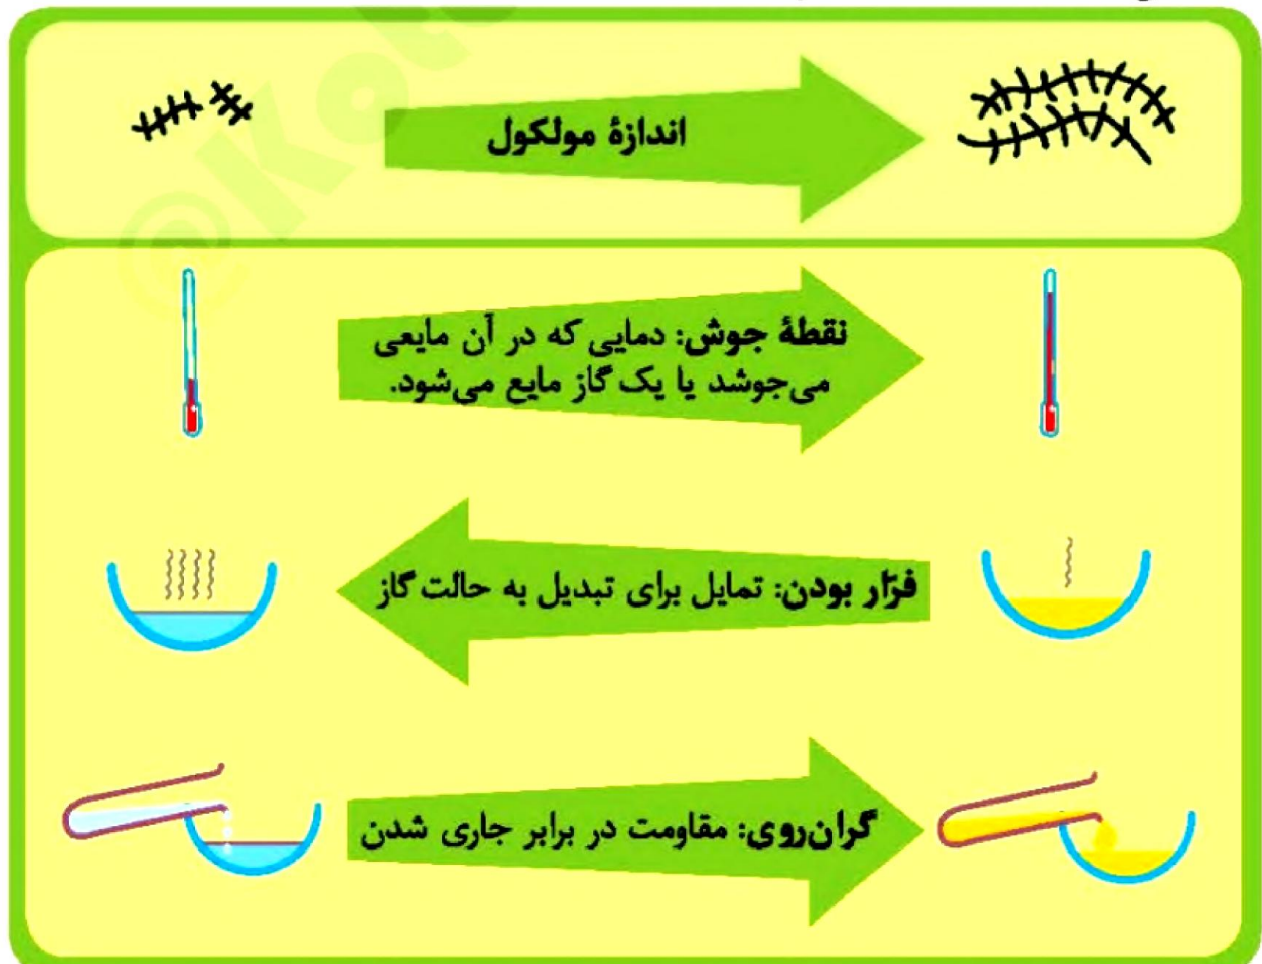 اندازهٔ مولکول
نقطهٔ جوش: دمایی که در آن مایعی
می‌جوشد یا یک گاز مایع می‌شود.
فرّار بودن: تمایل برای تبدیل به حالت گاز
گران‌روی: مقاومت در برابر جاری شدن